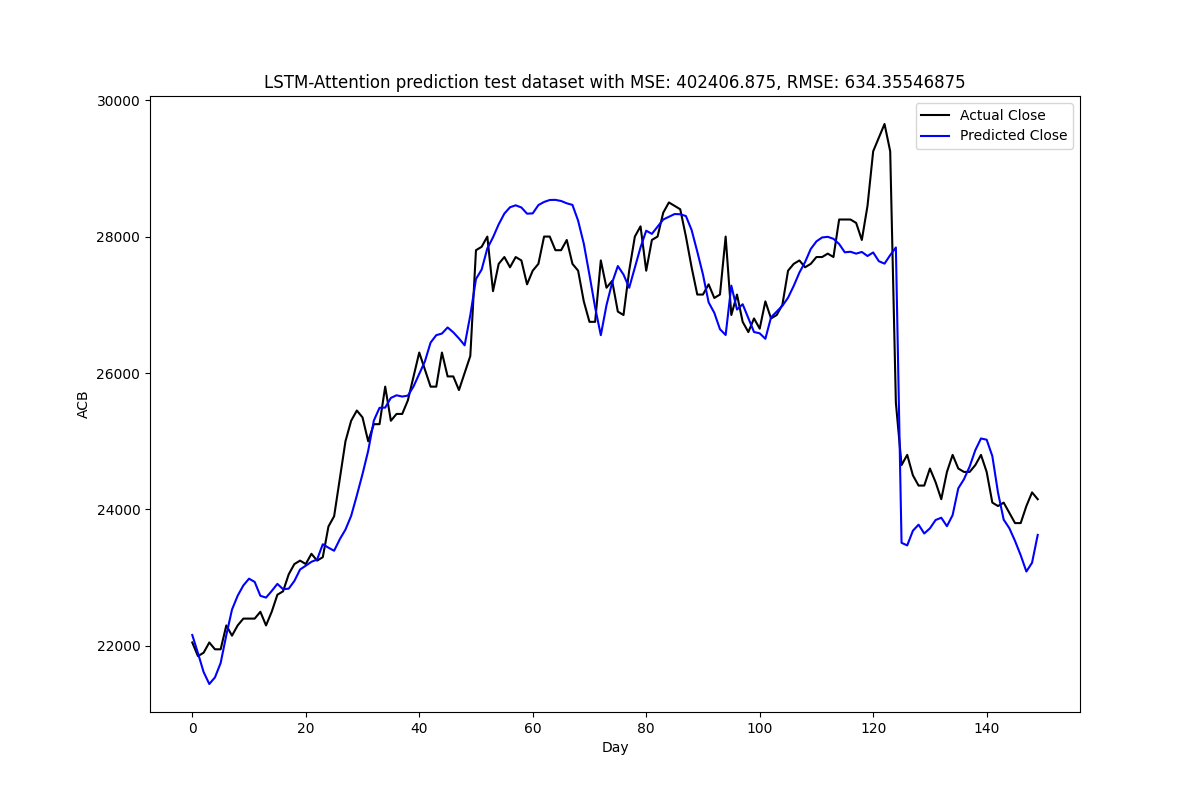 LSTM-Attention prediction test dataset with MSE: 402406.875, RMSE: 634.35546875
Actual Close
Predicted Close
30000
28000
26000
24000
22000
ACB
0 20 40 60 80 100 120 140
Day